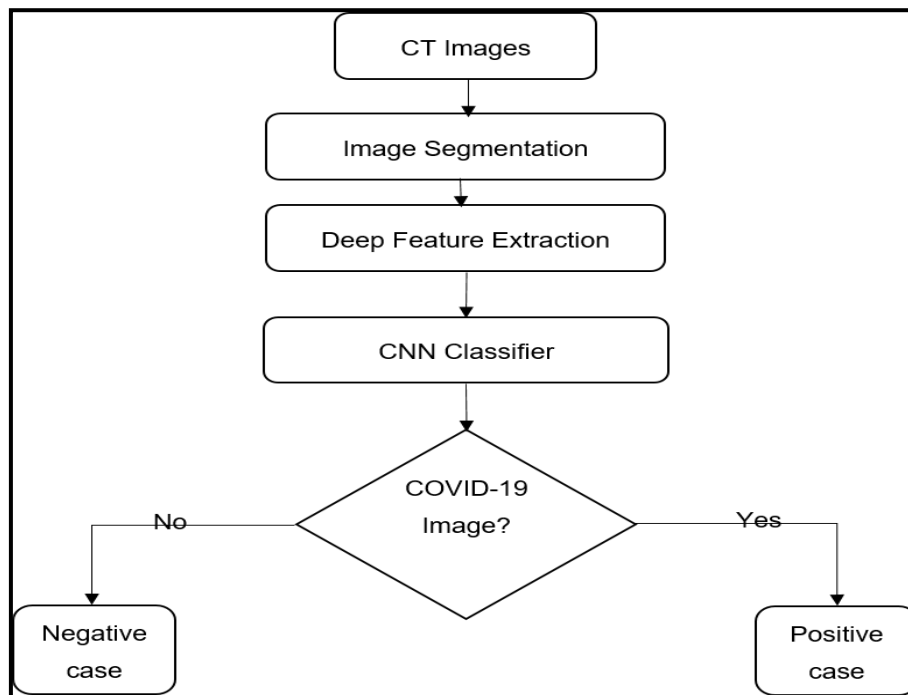 CT Images
Image Segmentation
Deep Feature Extraction
CNN Classifier
COVID-19
Image?
No
Yes
Negative
case
Positive
case